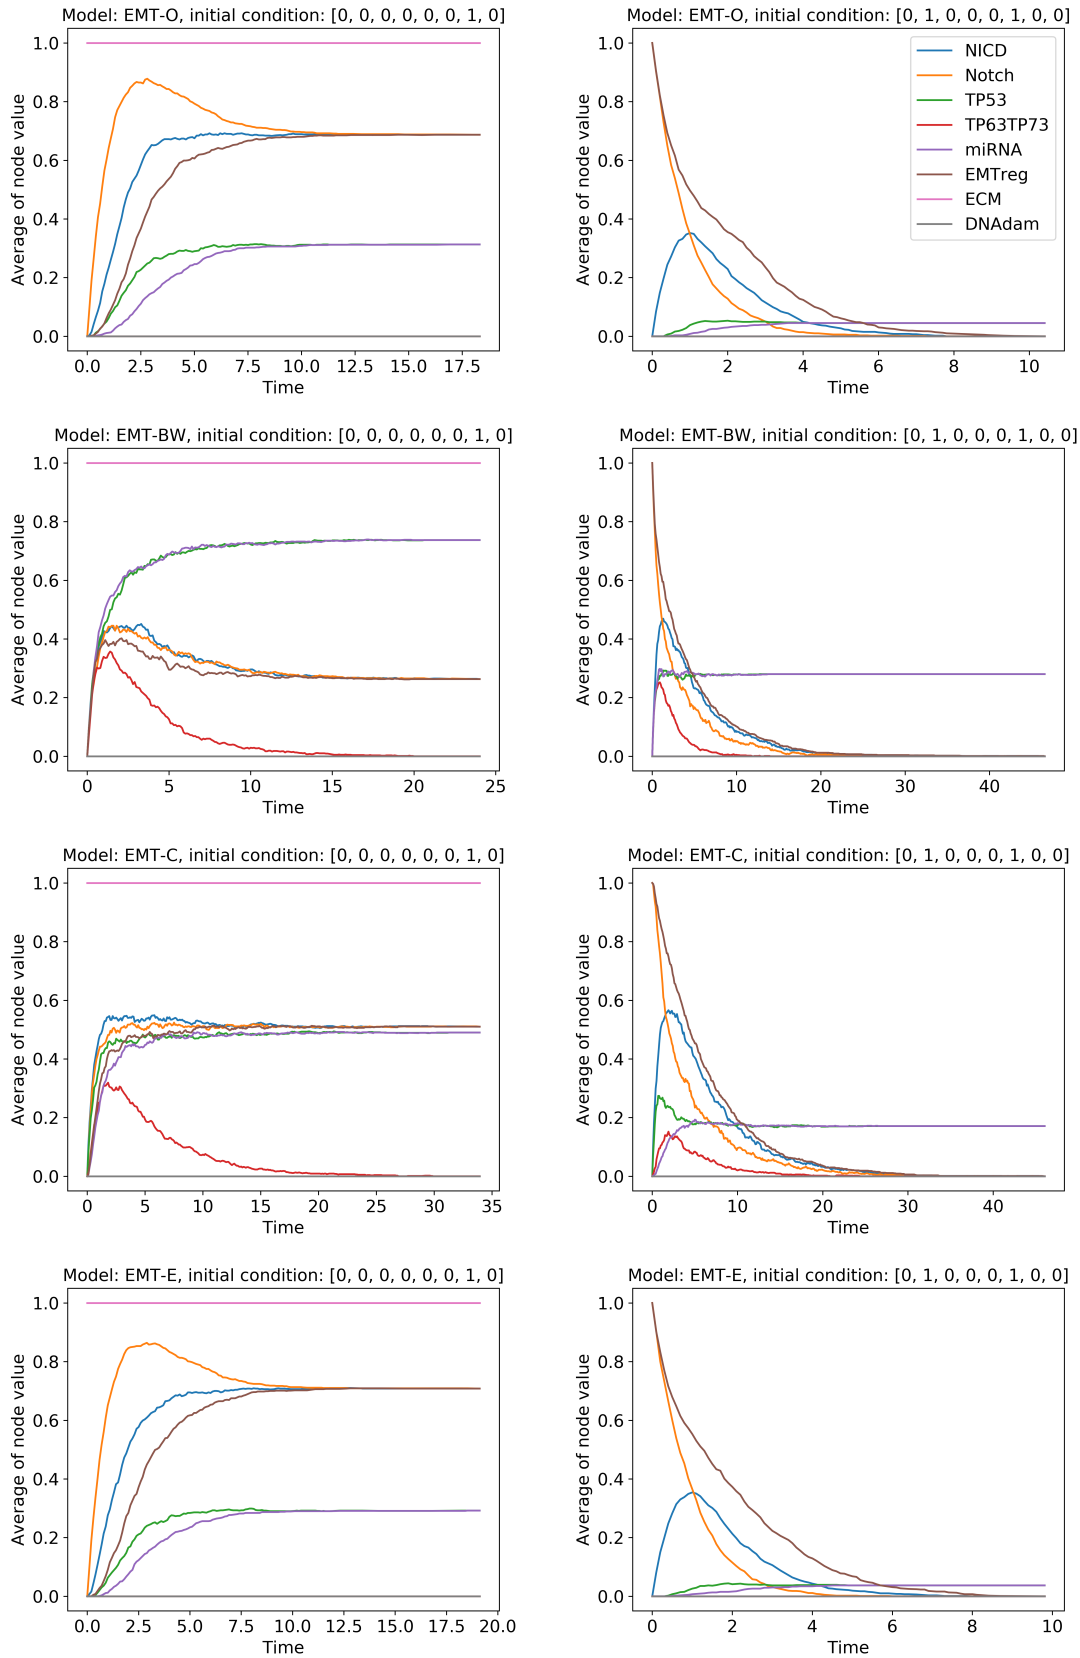 Model: EMT-O, initial condition: [0, 0, 0, 0, 0, 0, 1, 0]
Average of node value
1.0
0.8
0.6
0.4
0.2
0.0
0.0 2.5 5.0 7.5 10.0 12.5 15.0 17.5
Time
Model: EMT-O, initial condition: [0, 1, 0, 0, 0, 1, 0, 0]
Average of node value
1.0
0.8
0.6
0.4
0.2
0.0
NICD
Notch
TP53
TP63TP73
miRNA
EMTreg
ECM
DNAdam
0 2 4 6 8 10
Time
Model: EMT-BW, initial condition: [0, 0, 0, 0, 0, 0, 1, 0]
Average of node value
1.0
0.8
0.6
0.4
0.2
0.0
0 5 10 15 20 25
Time
Model: EMT-BW, initial condition: [0, 1, 0, 0, 0, 1, 0, 0]
Average of node value
1.0
0.8
0.6
0.4
0.2
0.0
0 10 20 30 40
Time
Model: EMT-C, initial condition: [0, 0, 0, 0, 0, 0, 1, 0]
Average of node value
1.0
0.8
0.6
0.4
0.2
0.0
0 5 10 15 20 25 30 35
Time
Model: EMT-C, initial condition: [0, 1, 0, 0, 0, 1, 0, 0]
Average of node value
1.0
0.8
0.6
0.4
0.2
0.0
0 10 20 30 40
Time
Model: EMT-E, initial condition: [0, 0, 0, 0, 0, 0, 1, 0]
Average of node value
1.0
0.8
0.6
0.4
0.2
0.0
0.0 2.5 5.0 7.5 10.0 12.5 15.0 17.5 20.0
Time
Model: EMT-E, initial condition: [0, 1, 0, 0, 0, 1, 0, 0]
Average of node value
1.0
0.8
0.6
0.4
0.2
0.0
0 2 4 6 8 10
Time